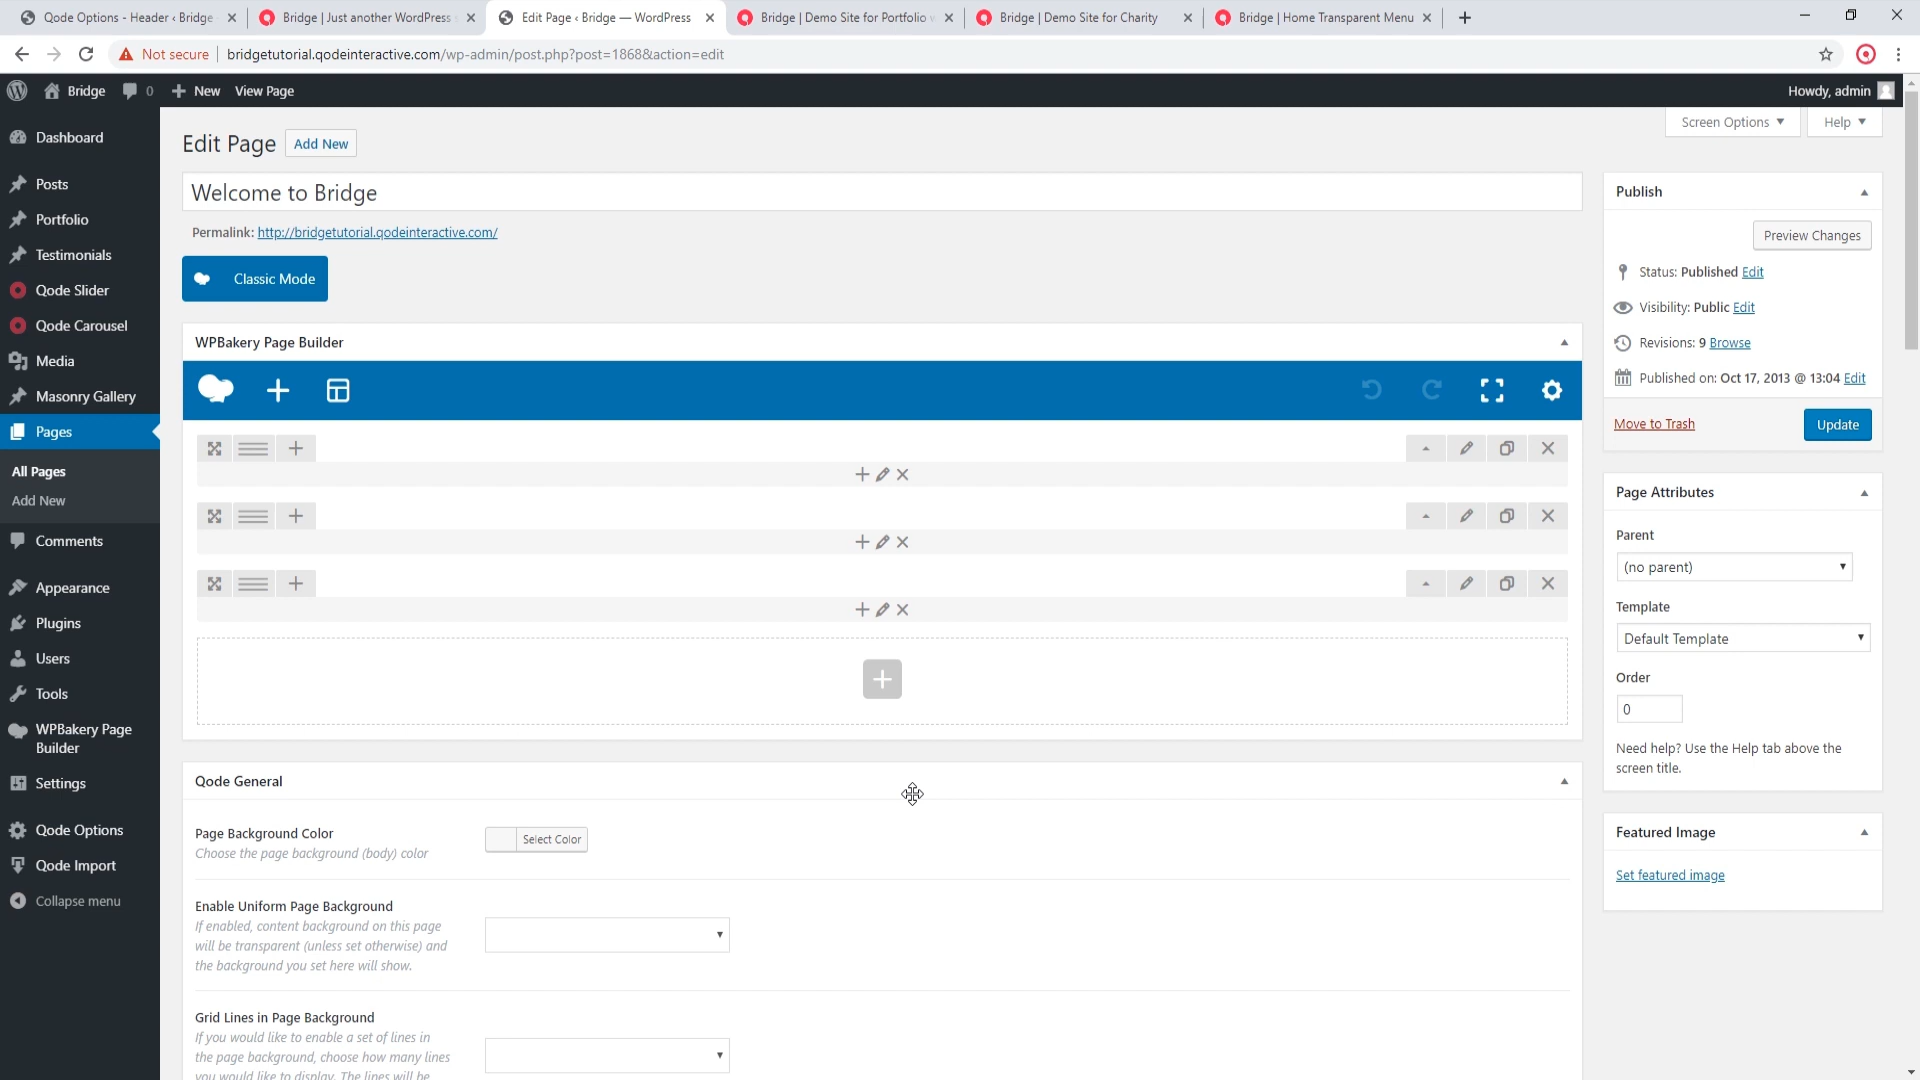 Qode Options - Header ‹ Bridge
Bridge | Just another WordPress s
Edit Page ‹ Bridge — WordPress
Bridge | Demo Site for Portfolio
Bridge | Demo Site for Charity
Bridge | Home Transparent Menu
Not secure
bridgetutorial.qodeinteractive.com/wp-admin/post.php?post=1868&action=edit
Bridge
0
New
View Page
Howdy, admin
Screen Options
Help
Dashboard
Posts
Portfolio
Testimonials
Qode Slider
Qode Carousel
Media
Masonry Gallery
Pages
All Pages
Add New
Comments
Appearance
Plugins
Users
Tools
WPBakery Page
Builder
Settings
Qode Options
Qode Import
Collapse menu
Edit Page
Add New
Welcome to Bridge
Permalink: http://bridgetutorial.qodeinteractive.com/
Classic Mode
WPBakery Page Builder
Qode General
Page Background Color
Choose the page background (body) color
Select Color
Enable Uniform Page Background
If enabled, content background on this page
will be transparent (unless set otherwise) and
the background you set here will show.
Grid Lines in Page Background
If you would like to enable a set of lines in
the page background, choose how many lines
you would like to display. The lines will be
Publish
Preview Changes
Status: Published Edit
Visibility: Public Edit
Revisions: 9 Browse
Published on: Oct 17, 2013 @ 13:04 Edit
Move to Trash
Update
Page Attributes
Parent
(no parent)
Template
Default Template
Order
0
Need help? Use the Help tab above the
screen title.
Featured Image
Set featured image